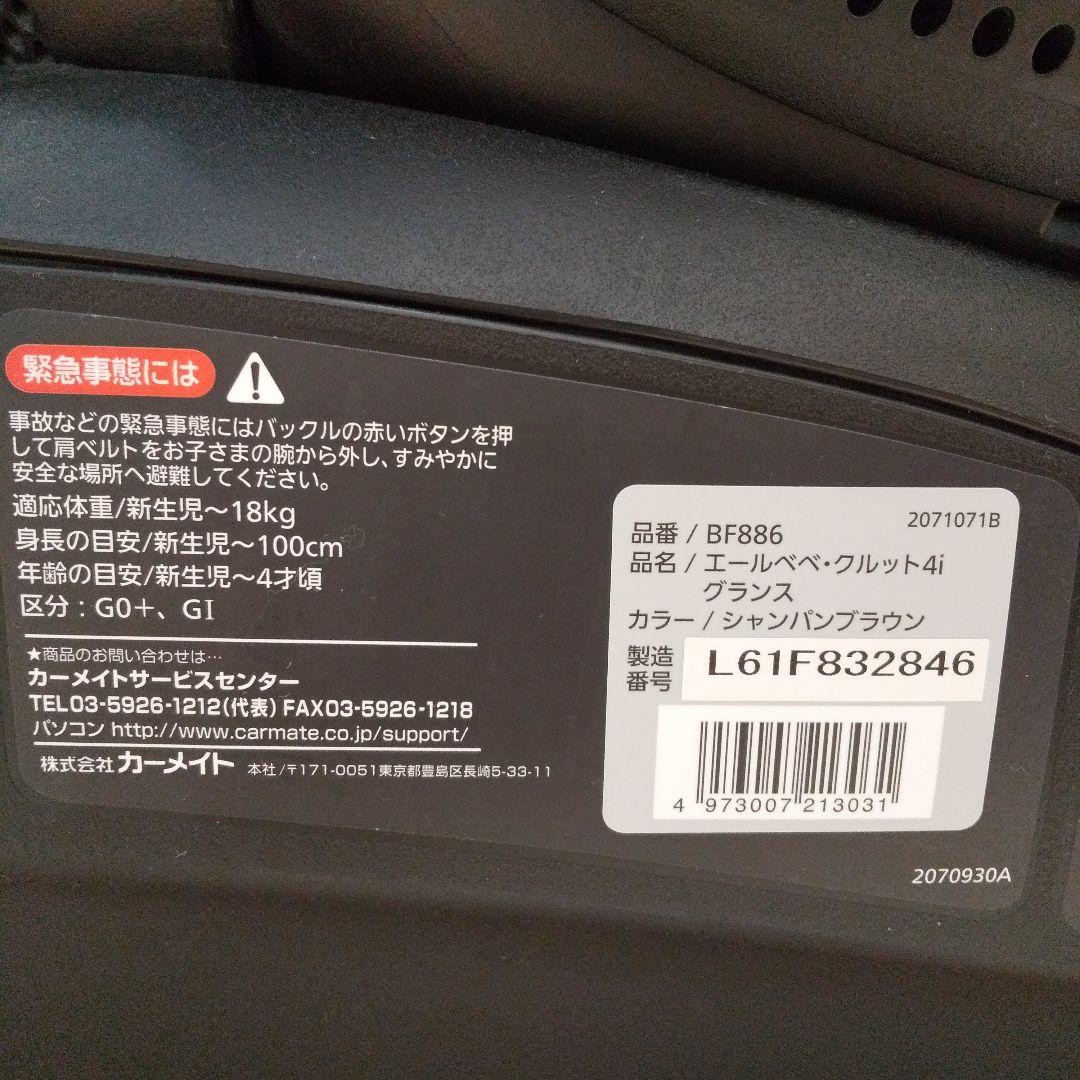 緊急事態には
事故などの緊急事態にはバックルの赤いボタンを押
して肩ベルトをお子さまの腕から外し、すみやかに
安全な場所へ避難してください。
適応体重/新生児～18kg
身長の目安/新生児～100cm
年齢の目安/新生児～4才頃
区分：G0＋、GⅠ
★商品のお問い合わせは…
カーメイトサービスセンター
TEL03-5926-1212(代表) FAX03-5926-1218
パソコン http://www.carmate.co.jp/support/
株式会社 カーメイト 本社/〒171-0051東京都豊島区長崎5-33-11
2071071B
品番 / BF886
品名 / エールベベ・クルット4i
グランス
カラー / シャンパンブラウン
製造
番号
L61F832846
4 973007 213031
2070930A